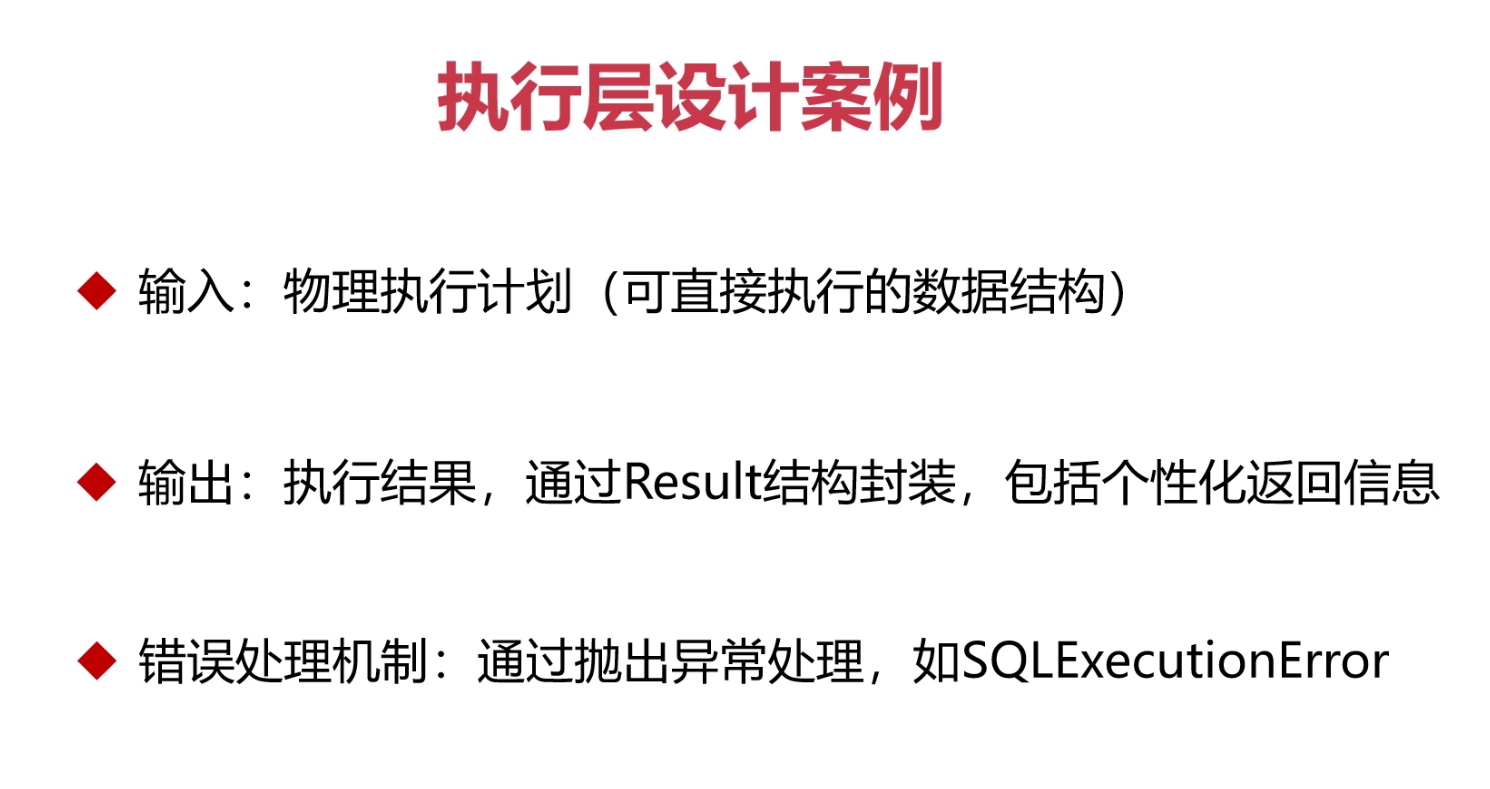 执行层设计案例
输入：物理执行计划（可直接执行的数据结构）
输出：执行结果，通过Result结构封装，包括个性化返回信息
错误处理机制：通过抛出异常处理，如SQLExecutionError